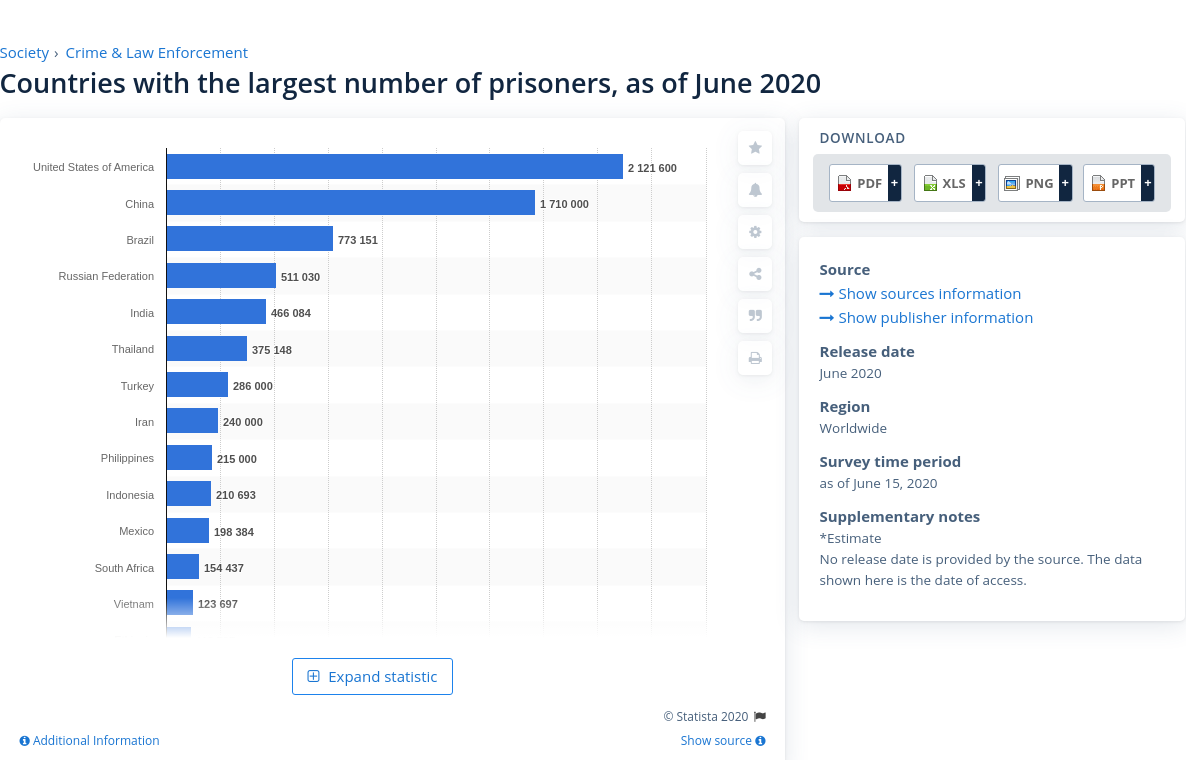 Society › Crime & Law Enforcement
Countries with the largest number of prisoners, as of June 2020
United States of America 2 121 600
China 1 710 000
Brazil 773 151
Russian Federation 511 030
India 466 084
Thailand 375 148
Turkey 286 000
Iran 240 000
Philippines 215 000
Indonesia 210 693
Mexico 198 384
South Africa 154 437
Vietnam 123 697
Expand statistic
© Statista 2020
Additional Information
Show source
DOWNLOAD
PDF + XLS + PNG + PPT +
Source
Show sources information
Show publisher information
Release date
June 2020
Region
Worldwide
Survey time period
as of June 15, 2020
Supplementary notes
*Estimate
No release date is provided by the source. The data
shown here is the date of access.